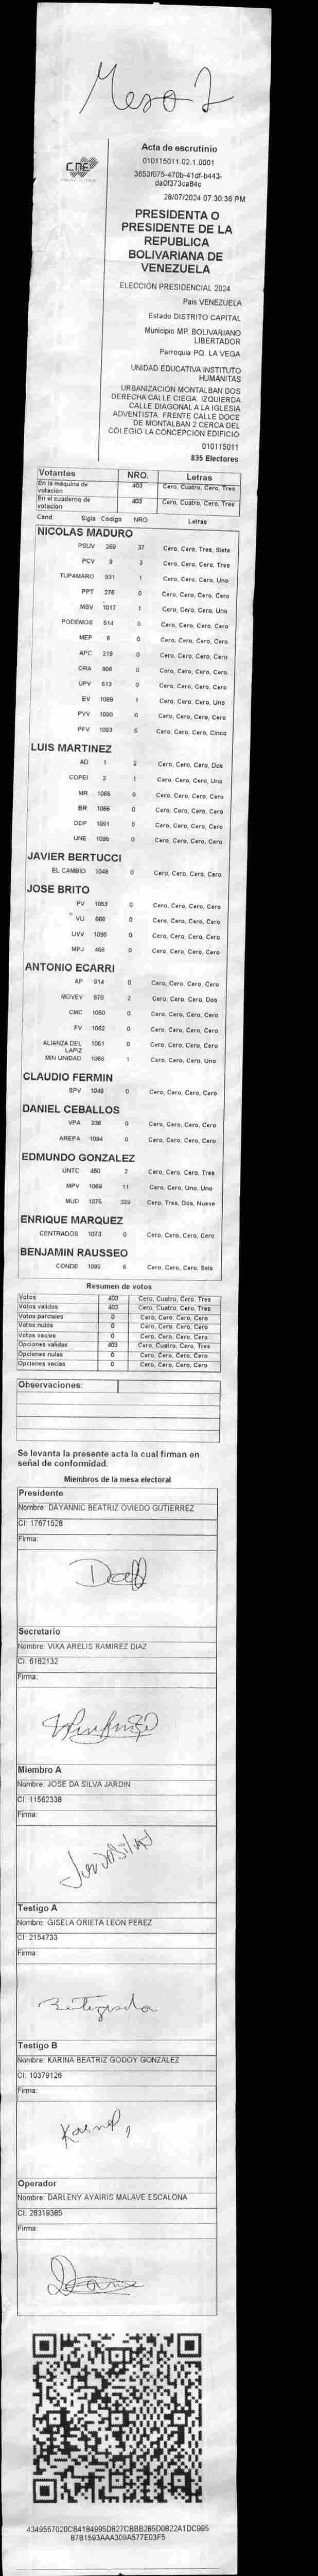 Mesa 2
Acta de escrutinio
010115011.02.1.0001
CNE
3653f075-470b-41df-b443-
da0f373ca84c
28/07/2024 07:30:36 PM
PRESIDENTA O
PRESIDENTE DE LA
REPUBLICA
BOLIVARIANA DE
VENEZUELA
ELECCIÓN PRESIDENCIAL 2024
Pais VENEZUELA
Estado DISTRITO CAPITAL
Municipio MP. BOLIVARIANO
LIBERTADOR
Parroquia PQ. LA VEGA
UNIDAD EDUCATIVA INSTITUTO
HUMANITAS
URBANIZACION MONTALBAN DOS
DERECHA CALLE CIEGA. IZQUIERDA
CALLE DIAGONAL A LA IGLESIA
ADVENTISTA. FRENTE CALLE DOCE
DE MONTALBAN 2 CERCA DEL
COLEGIO LA CONCEPCION EDIFICIO
010115011
835 Electores
Votantes NRO. Letras
En la maquina de votación 403 Cero, Cuatro, Cero, Tres
En el cuaderno de votación 403 Cero, Cuatro, Cero, Tres
Cand Sigla Código NRO. Letras
NICOLAS MADURO
PSUV 269 37 Cero, Cero, Tres, Siete
PCV 9 3 Cero, Cero, Cero, Tres
TUPAMARO 931 1 Cero, Cero, Cero, Uno
PPT 276 0 Cero, Cero, Cero, Cero
MSV 1017 1 Cero, Cero, Cero, Uno
PODEMOS 514 0 Cero, Cero, Cero, Cero
MEP 6 0 Cero, Cero, Cero, Cero
APC 219 0 Cero, Cero, Cero, Cero
ORA 906 0 Cero, Cero, Cero, Cero
UPV 613 0 Cero, Cero, Cero, Cero
EV 1089 1 Cero, Cero, Cero, Uno
PVV 1090 0 Cero, Cero, Cero, Cero
PFV 1093 5 Cero, Cero, Cero, Cinco
LUIS MARTINEZ
AD 1 2 Cero, Cero, Cero, Dos
COPEI 2 1 Cero, Cero, Cero, Uno
MR 1065 0 Cero, Cero, Cero, Cero
BR 1066 0 Cero, Cero, Cero, Cero
DDP 1091 0 Cero, Cero, Cero, Cero
UNE 1095 0 Cero, Cero, Cero, Cero
JAVIER BERTUCCI
EL CAMBIO 1048 0 Cero, Cero, Cero, Cero
JOSE BRITO
PV 1053 0 Cero, Cero, Cero, Cero
VU 868 0 Cero, Cero, Cero, Cero
UVV 1096 0 Cero, Cero, Cero, Cero
MPJ 468 0 Cero, Cero, Cero, Cero
ANTONIO ECARRI
AP 914 0 Cero, Cero, Cero, Cero
MOVEV 876 2 Cero, Cero, Cero, Dos
CMC 1060 0 Cero, Cero, Cero, Cero
FV 1062 0 Cero, Cero, Cero, Cero
ALIANZA DEL LAPIZ 1051 0 Cero, Cero, Cero, Cero
MIN UNIDAD 1086 1 Cero, Cero, Cero, Uno
CLAUDIO FERMIN
SPV 1049 0 Cero, Cero, Cero, Cero
DANIEL CEBALLOS
VPA 236 0 Cero, Cero, Cero, Cero
AREPA 1094 0 Cero, Cero, Cero, Cero
EDMUNDO GONZALEZ
UNTC 460 3 Cero, Cero, Cero, Tres
MPV 1069 11 Cero, Cero, Uno, Uno
MUD 1075 329 Cero, Tres, Dos, Nueve
ENRIQUE MARQUEZ
CENTRADOS 1073 0 Cero, Cero, Cero, Cero
BENJAMIN RAUSSEO
CONDE 1092 6 Cero, Cero, Cero, Seis
Resumen de votos
Votos 403 Cero, Cuatro, Cero, Tres
Votos validos 403 Cero, Cuatro, Cero, Tres
Votos parciales 0 Cero, Cero, Cero, Cero
Votos nulos 0 Cero, Cero, Cero, Cero
Votos vacios 0 Cero, Cero, Cero, Cero
Opciones validas 403 Cero, Cuatro, Cero, Tres
Opciones nulas 0 Cero, Cero, Cero, Cero
Opciones vacias 0 Cero, Cero, Cero, Cero
Observaciones:
Se levanta la presente acta la cual firman en
señal de conformidad.
Miembros de la mesa electoral
Presidente
Nombre: DAYANNIC BEATRIZ OVIEDO GUTIERREZ
CI: 17671528
Firma:
Secretario
Nombre: VIXA ARELIS RAMIREZ DIAZ
CI: 6162132
Firma:
Miembro A
Nombre: JOSE DA SILVA JARDIN
CI: 11562338
Firma:
Testigo A
Nombre: GISELA ORIETA LEON PEREZ
CI: 2154733
Firma:
Testigo B
Nombre: KARINA BEATRIZ GODOY GONZALEZ
CI: 10379126
Firma:
Operador
Nombre: DARLENY AYAIRIS MALAVE ESCALONA
CI: 28319385
Firma:
4349557020CB4184995D827CBBB285D0822A1DC995
87B1593AAA309A577E03F5